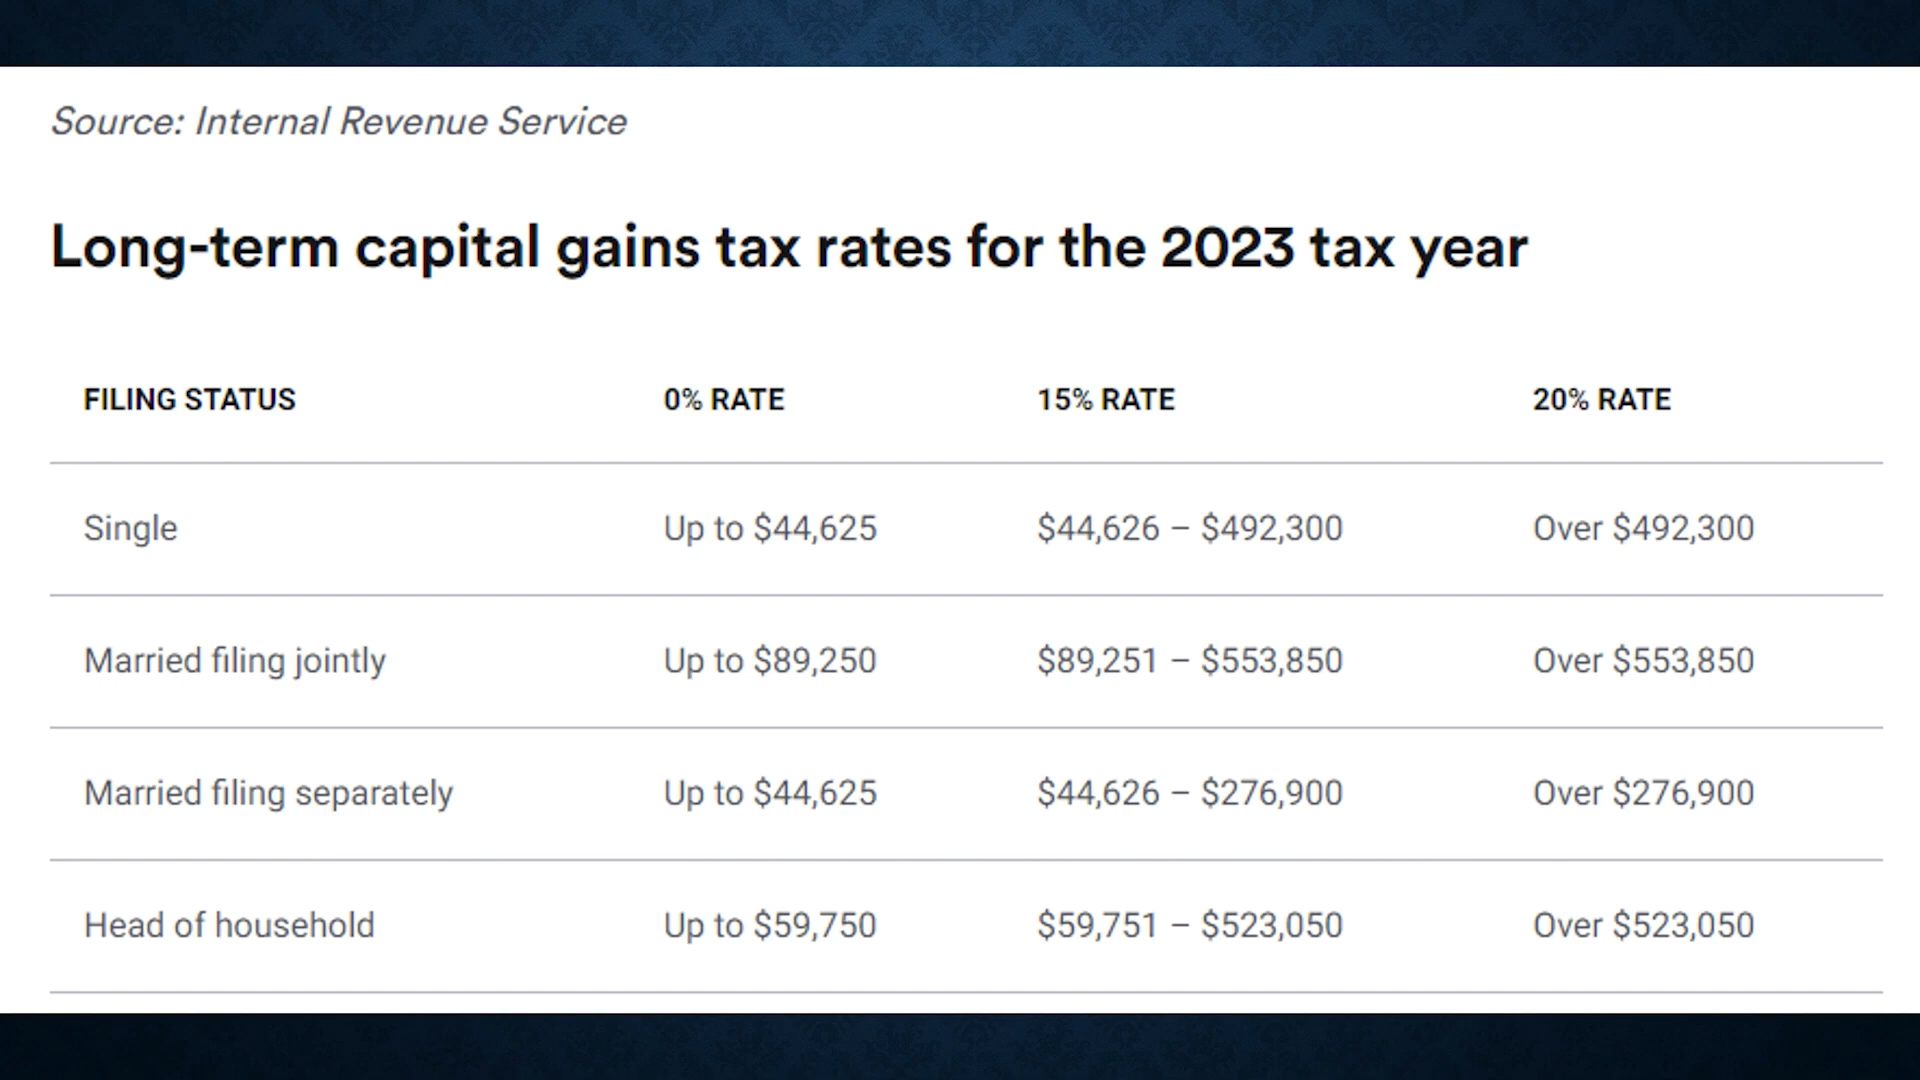 Source: Internal Revenue Service
Long-term capital gains tax rates for the 2023 tax year
FILING STATUS 0% RATE 15% RATE 20% RATE
Single Up to $44,625 $44,626 – $492,300 Over $492,300
Married filing jointly Up to $89,250 $89,251 – $553,850 Over $553,850
Married filing separately Up to $44,625 $44,626 – $276,900 Over $276,900
Head of household Up to $59,750 $59,751 – $523,050 Over $523,050